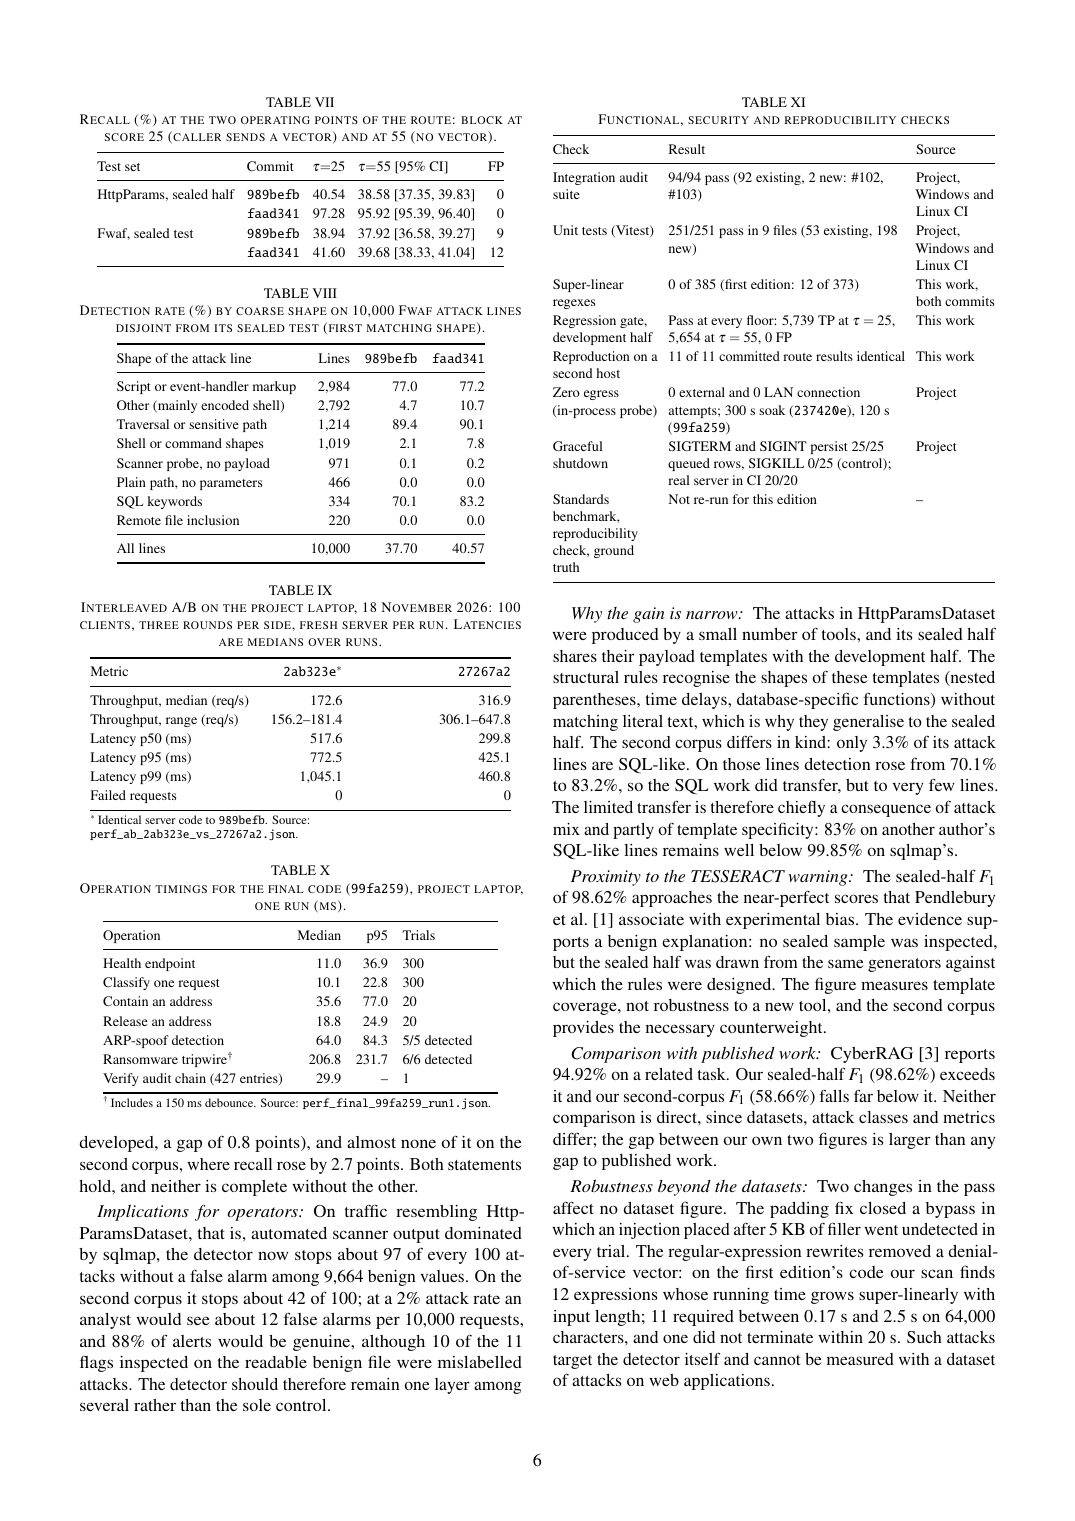 TABLE VII
RECALL (%) AT THE TWO OPERATING POINTS OF THE ROUTE: BLOCK AT
SCORE 25 (CALLER SENDS A VECTOR) AND AT 55 (NO VECTOR).
Test set Commit τ=25 τ=55 [95% CI] FP
HttpParams, sealed half 989befb 40.54 38.58 [37.35, 39.83] 0
faad341 97.28 95.92 [95.39, 96.40] 0
Fwaf, sealed test 989befb 38.94 37.92 [36.58, 39.27] 9
faad341 41.60 39.68 [38.33, 41.04] 12
TABLE VIII
DETECTION RATE (%) BY COARSE SHAPE ON 10,000 FWAF ATTACK LINES
DISJOINT FROM ITS SEALED TEST (FIRST MATCHING SHAPE).
Shape of the attack line Lines 989befb faad341
Script or event-handler markup 2,984 77.0 77.2
Other (mainly encoded shell) 2,792 4.7 10.7
Traversal or sensitive path 1,214 89.4 90.1
Shell or command shapes 1,019 2.1 7.8
Scanner probe, no payload 971 0.1 0.2
Plain path, no parameters 466 0.0 0.0
SQL keywords 334 70.1 83.2
Remote file inclusion 220 0.0 0.0
All lines 10,000 37.70 40.57
TABLE IX
INTERLEAVED A/B ON THE PROJECT LAPTOP, 18 NOVEMBER 2026: 100
CLIENTS, THREE ROUNDS PER SIDE, FRESH SERVER PER RUN. LATENCIES
ARE MEDIANS OVER RUNS.
Metric 2ab323e* 27267a2
Throughput, median (req/s) 172.6 316.9
Throughput, range (req/s) 156.2–181.4 306.1–647.8
Latency p50 (ms) 517.6 299.8
Latency p95 (ms) 772.5 425.1
Latency p99 (ms) 1,045.1 460.8
Failed requests 0 0
* Identical server code to 989befb. Source:
perf_ab_2ab323e_vs_27267a2.json.
TABLE X
OPERATION TIMINGS FOR THE FINAL CODE (99fa259), PROJECT LAPTOP,
ONE RUN (MS).
Operation Median p95 Trials
Health endpoint 11.0 36.9 300
Classify one request 10.1 22.8 300
Contain an address 35.6 77.0 20
Release an address 18.8 24.9 20
ARP-spoof detection 64.0 84.3 5/5 detected
Ransomware tripwire† 206.8 231.7 6/6 detected
Verify audit chain (427 entries) 29.9 – 1
† Includes a 150 ms debounce. Source: perf_final_99fa259_run1.json.
developed, a gap of 0.8 points), and almost none of it on the
second corpus, where recall rose by 2.7 points. Both statements
hold, and neither is complete without the other.
Implications for operators: On traffic resembling Http-
ParamsDataset, that is, automated scanner output dominated
by sqlmap, the detector now stops about 97 of every 100 at-
tacks without a false alarm among 9,664 benign values. On the
second corpus it stops about 42 of 100; at a 2% attack rate an
analyst would see about 12 false alarms per 10,000 requests,
and 88% of alerts would be genuine, although 10 of the 11
flags inspected on the readable benign file were mislabelled
attacks. The detector should therefore remain one layer among
several rather than the sole control.
TABLE XI
FUNCTIONAL, SECURITY AND REPRODUCIBILITY CHECKS
Check Result Source
Integration audit 94/94 pass (92 existing, 2 new: #102, Project,
suite #103) Windows and
Linux CI
Unit tests (Vitest) 251/251 pass in 9 files (53 existing, 198 Project,
new) Windows and
Linux CI
Super-linear 0 of 385 (first edition: 12 of 373) This work,
regexes both commits
Regression gate, Pass at every floor: 5,739 TP at τ = 25, This work
development half 5,654 at τ = 55, 0 FP
Reproduction on a 11 of 11 committed route results identical This work
second host
Zero egress 0 external and 0 LAN connection Project
(in-process probe) attempts; 300 s soak (237420e), 120 s
(99fa259)
Graceful SIGTERM and SIGINT persist 25/25 Project
shutdown queued rows, SIGKILL 0/25 (control);
real server in CI 20/20
Standards Not re-run for this edition –
benchmark,
reproducibility
check, ground
truth
Why the gain is narrow: The attacks in HttpParamsDataset
were produced by a small number of tools, and its sealed half
shares their payload templates with the development half. The
structural rules recognise the shapes of these templates (nested
parentheses, time delays, database-specific functions) without
matching literal text, which is why they generalise to the sealed
half. The second corpus differs in kind: only 3.3% of its attack
lines are SQL-like. On those lines detection rose from 70.1%
to 83.2%, so the SQL work did transfer, but to very few lines.
The limited transfer is therefore chiefly a consequence of attack
mix and partly of template specificity: 83% on another author's
SQL-like lines remains well below 99.85% on sqlmap's.
Proximity to the TESSERACT warning: The sealed-half F1
of 98.62% approaches the near-perfect scores that Pendlebury
et al. [1] associate with experimental bias. The evidence sup-
ports a benign explanation: no sealed sample was inspected,
but the sealed half was drawn from the same generators against
which the rules were designed. The figure measures template
coverage, not robustness to a new tool, and the second corpus
provides the necessary counterweight.
Comparison with published work: CyberRAG [3] reports
94.92% on a related task. Our sealed-half F1 (98.62%) exceeds
it and our second-corpus F1 (58.66%) falls far below it. Neither
comparison is direct, since datasets, attack classes and metrics
differ; the gap between our own two figures is larger than any
gap to published work.
Robustness beyond the datasets: Two changes in the pass
affect no dataset figure. The padding fix closed a bypass in
which an injection placed after 5 KB of filler went undetected in
every trial. The regular-expression rewrites removed a denial-
of-service vector: on the first edition's code our scan finds
12 expressions whose running time grows super-linearly with
input length; 11 required between 0.17 s and 2.5 s on 64,000
characters, and one did not terminate within 20 s. Such attacks
target the detector itself and cannot be measured with a dataset
of attacks on web applications.
6